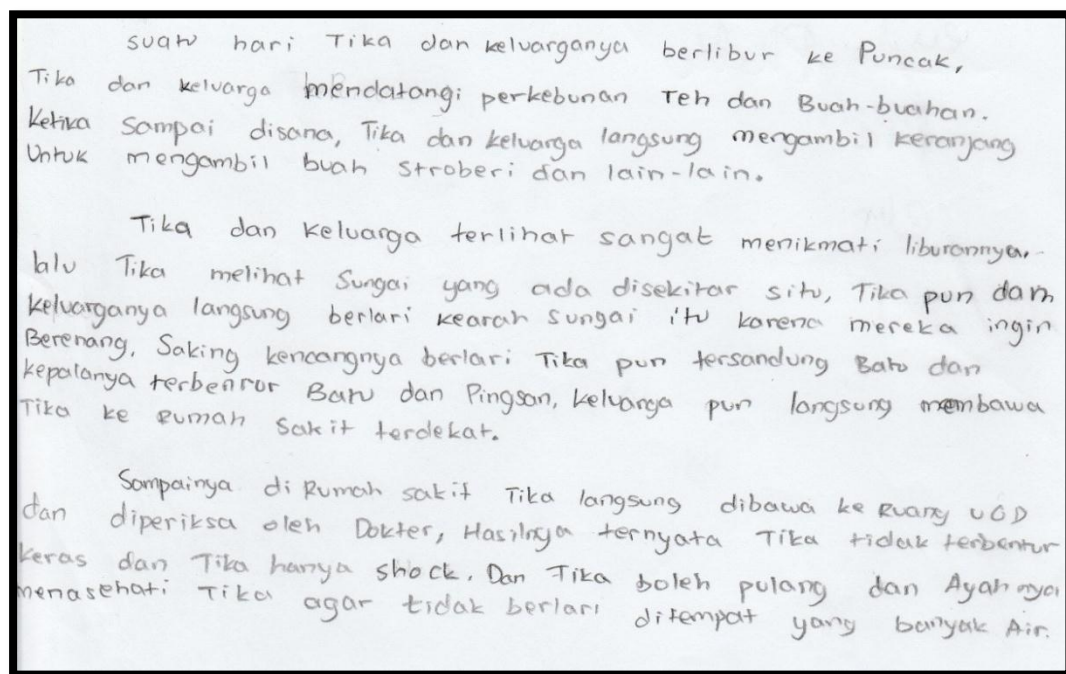 suatu hari Tika dan keluarganya berlibur ke Puncak,
Tika dan keluarga mendatangi perkebunan Teh dan Buah-buahan.
Ketika Sampai disana, Tika dan keluarga langsung mengambil keranjang
Untuk mengambil buah stroberi dan lain-lain.
Tika dan keluarga terlihat sangat menikmati liburannya.
lalu Tika melihat Sungai yang ada disekitar situ, Tika pun dam
keluarganya langsung berlari kearah sungai itu karena mereka ingin
Berenang, Saking kencangnya berlari Tika pun tersandung Batu dan
kepalanya terbentor Batu dan Pingsan, keluarga pun langsung membawa
Tika ke Rumah Sakit terdekat.
Sampainya di Rumah sakit Tika langsung dibawa ke Ruang UGD
dan diperiksa oleh Dokter, Hasilnya ternyata Tika tidak terbentur
keras dan Tika hanya shock. Dan Tika boleh pulang dan Ayahnya
menasehati Tika agar tidak berlari ditempat yang banyak Air.